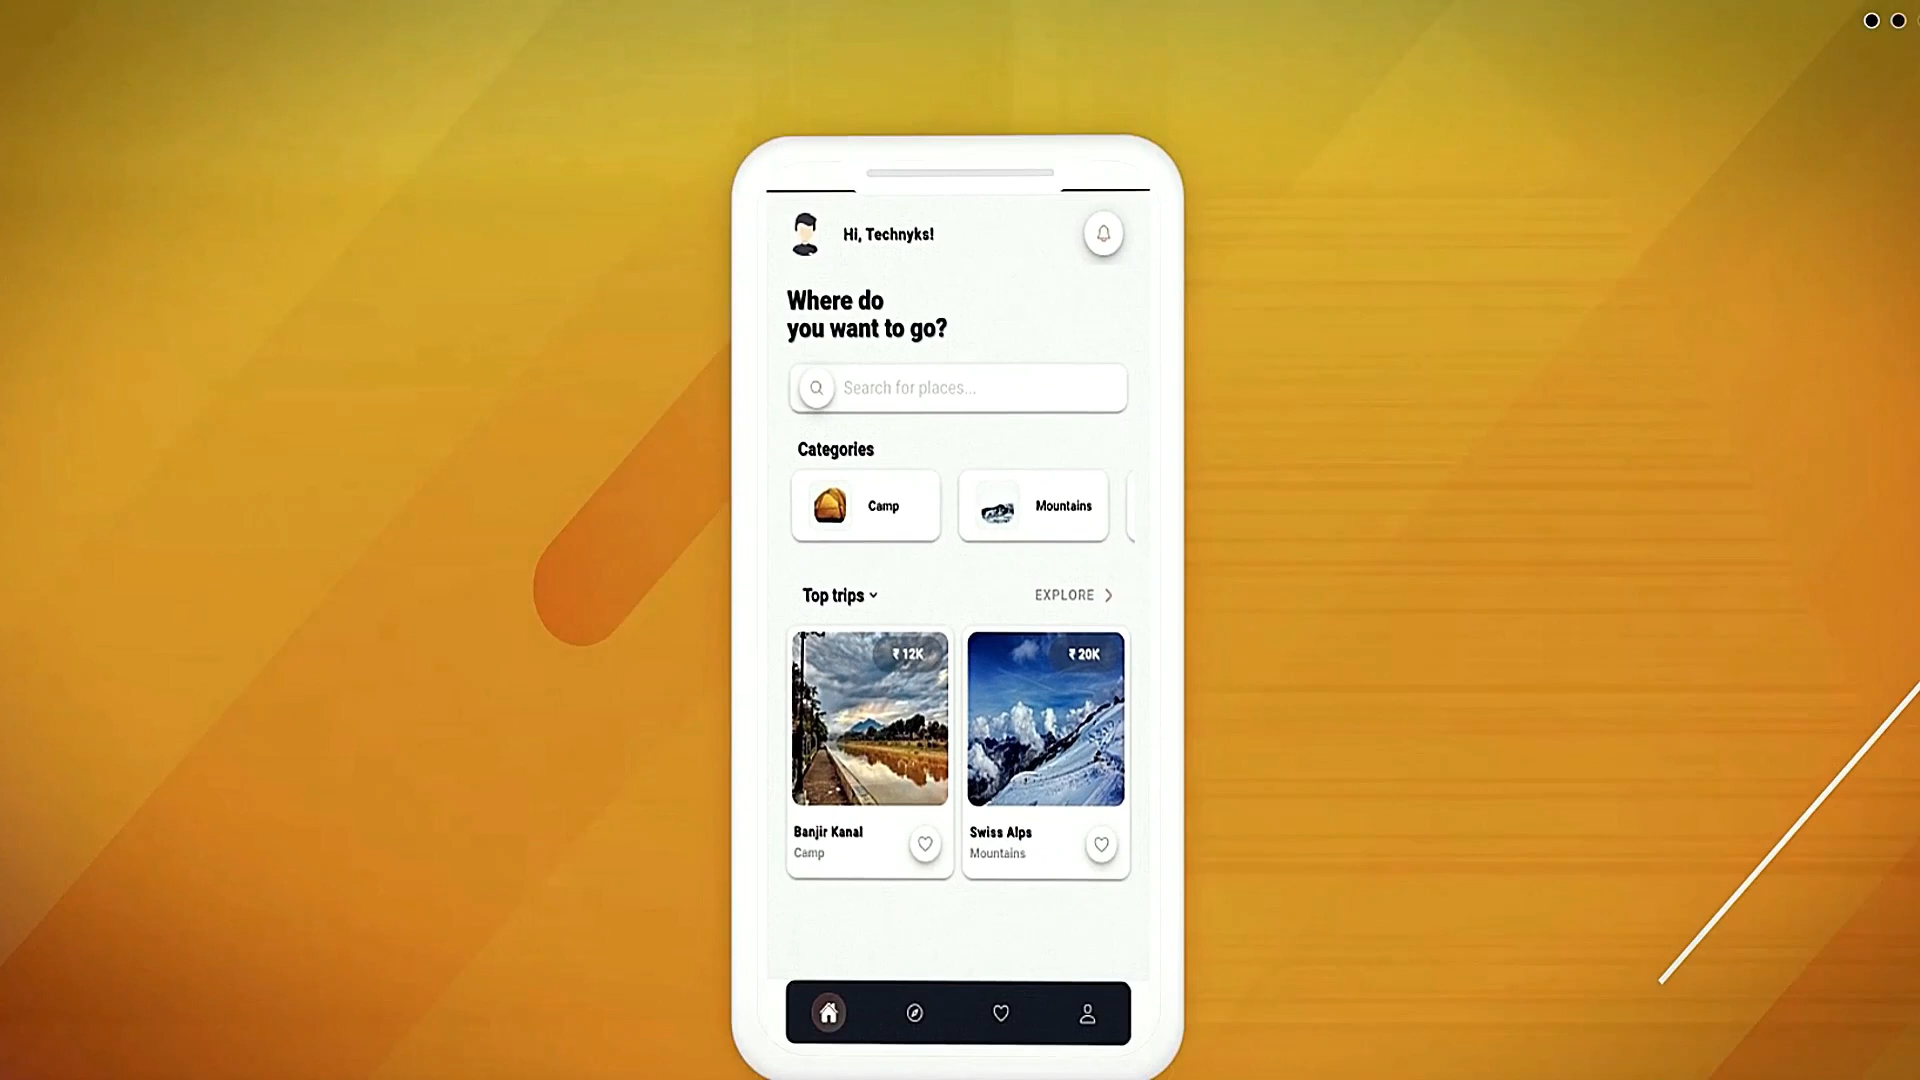 Hi, Technyks!
Where do
you want to go?
Search for places...
Categories
Camp
Mountains
Top trips
EXPLORE
₹ 12K
₹ 20K
Banjir Kanal
Camp
Swiss Alps
Mountains